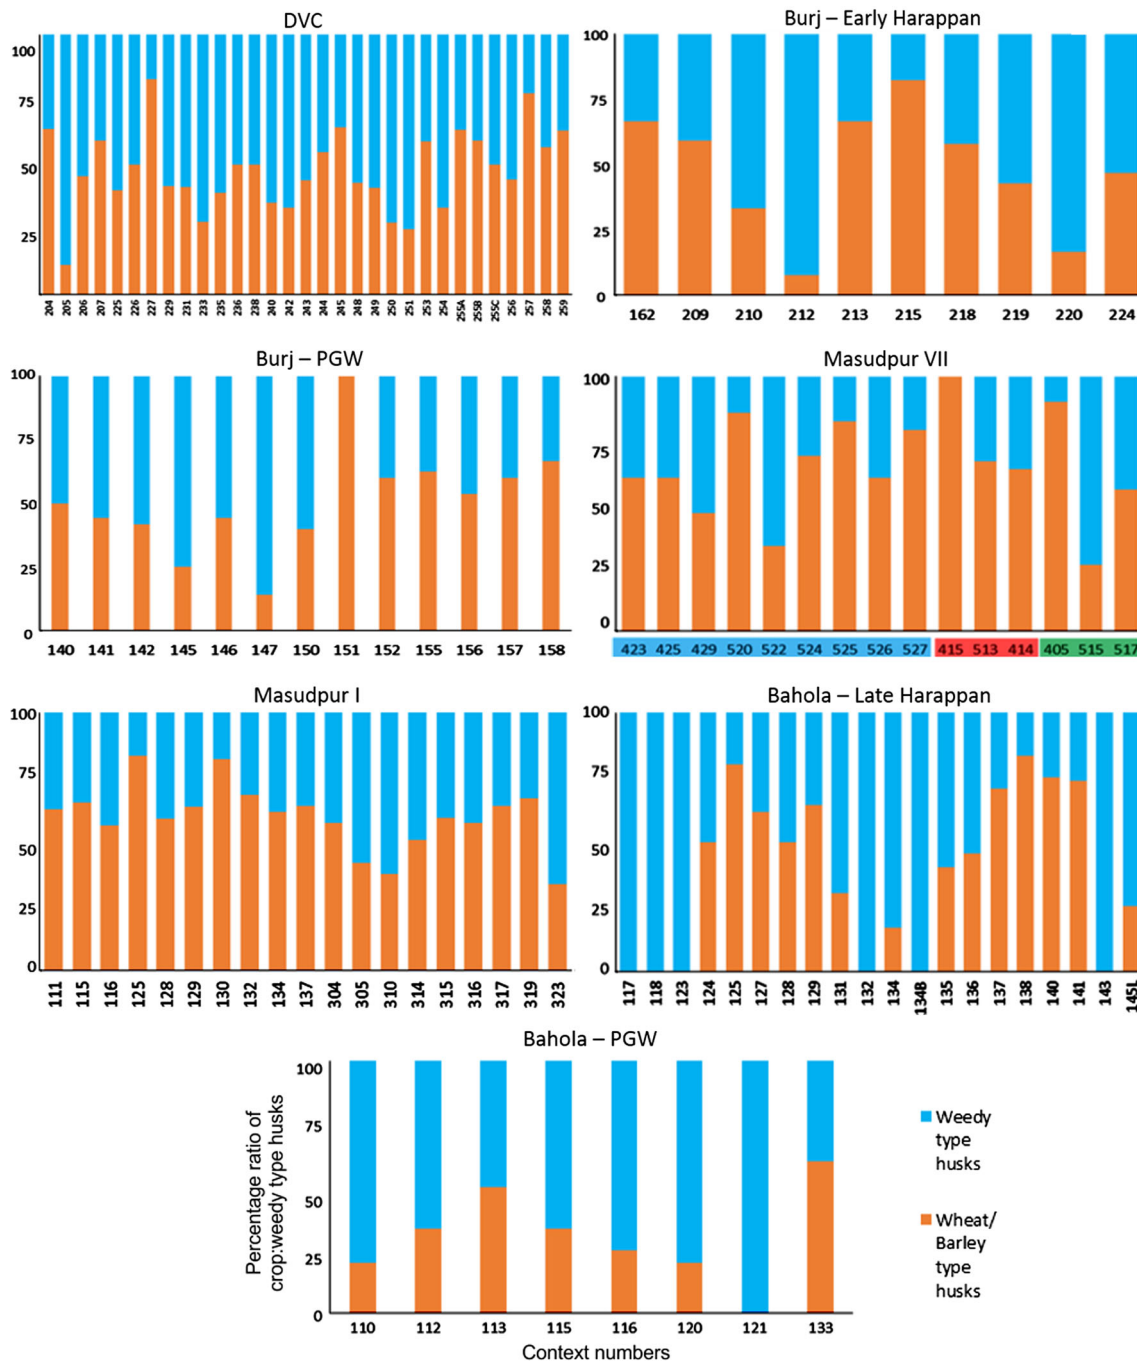 DVC
100
75
50
25
204 205 206 207 225 226 227 229 231 233 235 236 238 240 242 243 244 245 248 249 250 251 253 254 255A 255B 255C 256 257 258 259
Burj – Early Harappan
100
75
50
25
0
162 209 210 212 213 215 218 219 220 224
Burj – PGW
100
75
50
25
0
140 141 142 145 146 147 150 151 152 155 156 157 158
Masudpur VII
100
75
50
25
0
423 425 429 520 522 524 525 526 527 415 513 414 405 515 517
Masudpur I
100
75
50
25
0
111 115 116 125 128 129 130 132 134 137 304 305 310 314 315 316 317 319 323
Bahola – Late Harappan
100
75
50
25
0
117 118 123 124 125 127 128 129 131 132 134 134B 135 136 137 138 140 141 143 145L
Bahola – PGW
Percentage ratio of
crop:weedy type husks
100
75
50
25
0
110 112 113 115 116 120 121 133
Context numbers
Weedy
type
husks
Wheat/
Barley
type
husks